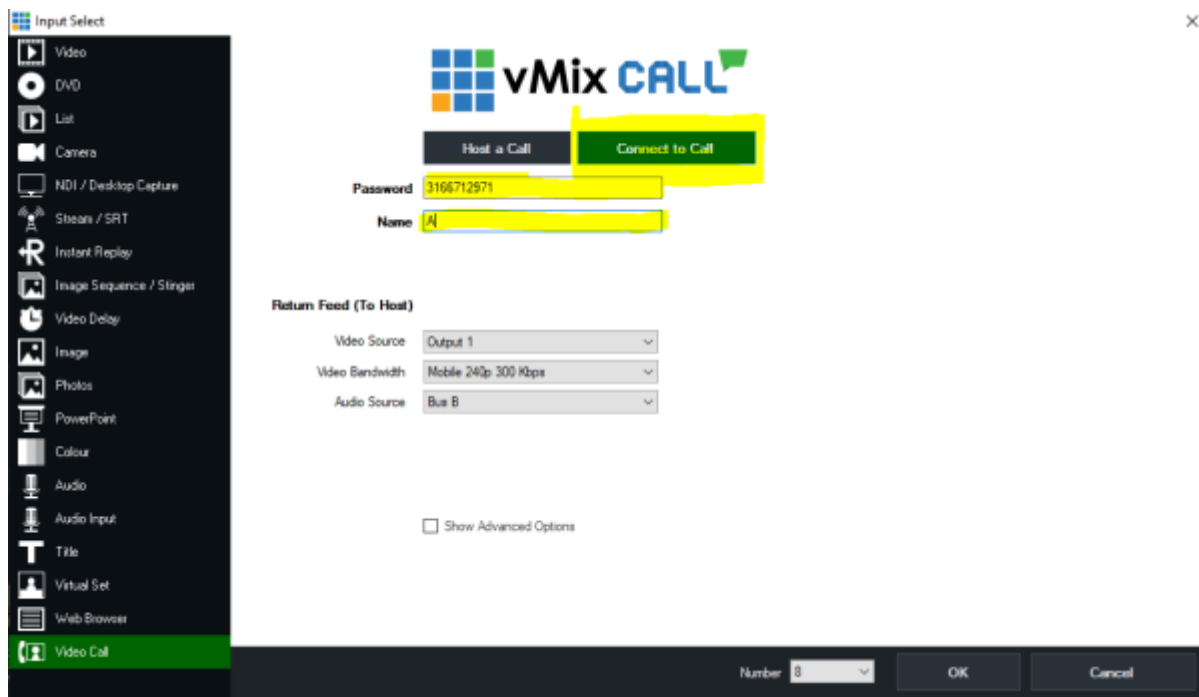 Input Select
Video
DVD
List
Camera
NDI / Desktop Capture
Stream / SRT
Instant Replay
Image Sequence / Stinger
Video Delay
Image
Photos
PowerPoint
Colour
Audio
Audio Input
Title
Virtual Set
Web Browser
Video Call
vMix CALL
Host a Call Connect to Call
Password 3166712971
Name A
Return Feed (To Host)
Video Source Output 1
Video Bandwidth Mobile 240p 300 Kbps
Audio Source Bus B
Show Advanced Options
Number 8 OK Cancel